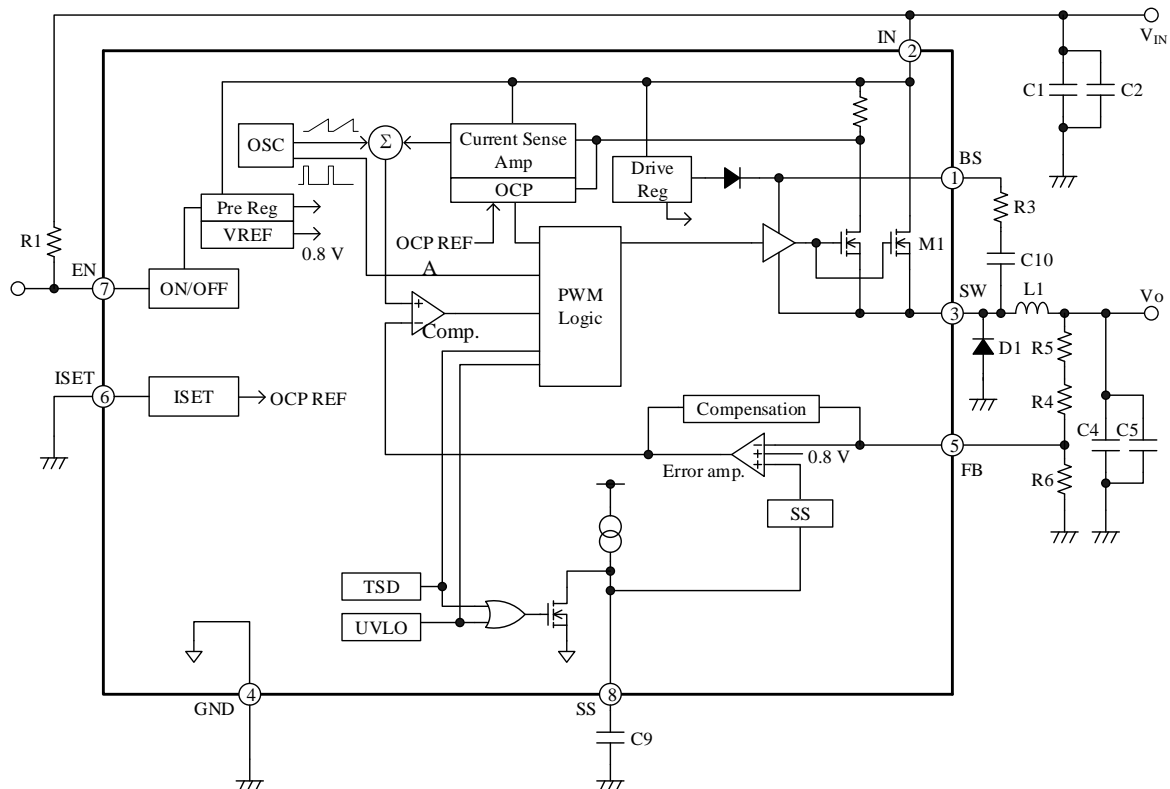 IN
2
VIN
C1
C2
OSC
Σ
Current Sense
Amp
OCP
Drive
Reg
BS
1
R3
Pre Reg
VREF
0.8 V
OCP REF
R1
EN
7
ON/OFF
A
PWM
Logic
M1
C10
SW
3
L1
Vo
+
−
Comp.
D1
R5
ISET
6
ISET
OCP REF
R4
C4
C5
Compensation
−
+
+
0.8 V
Error amp.
5
FB
R6
SS
TSD
UVLO
GND
4
SS
8
C9